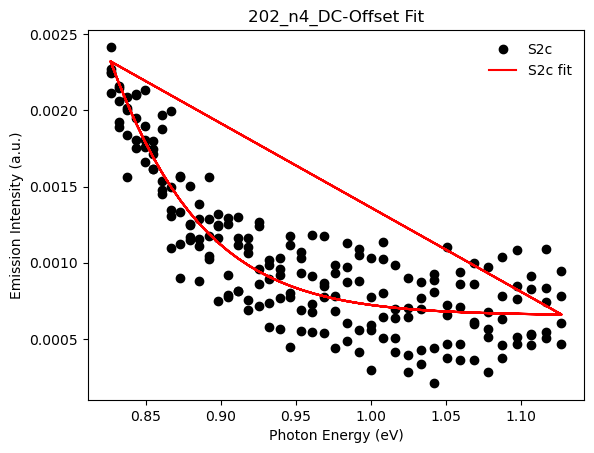 202_n4_DC-Offset Fit
0.0025
0.0020
0.0015
0.0010
0.0005
Emission Intensity (a.u.)
S2c
S2c fit
0.85 0.90 0.95 1.00 1.05 1.10
Photon Energy (eV)